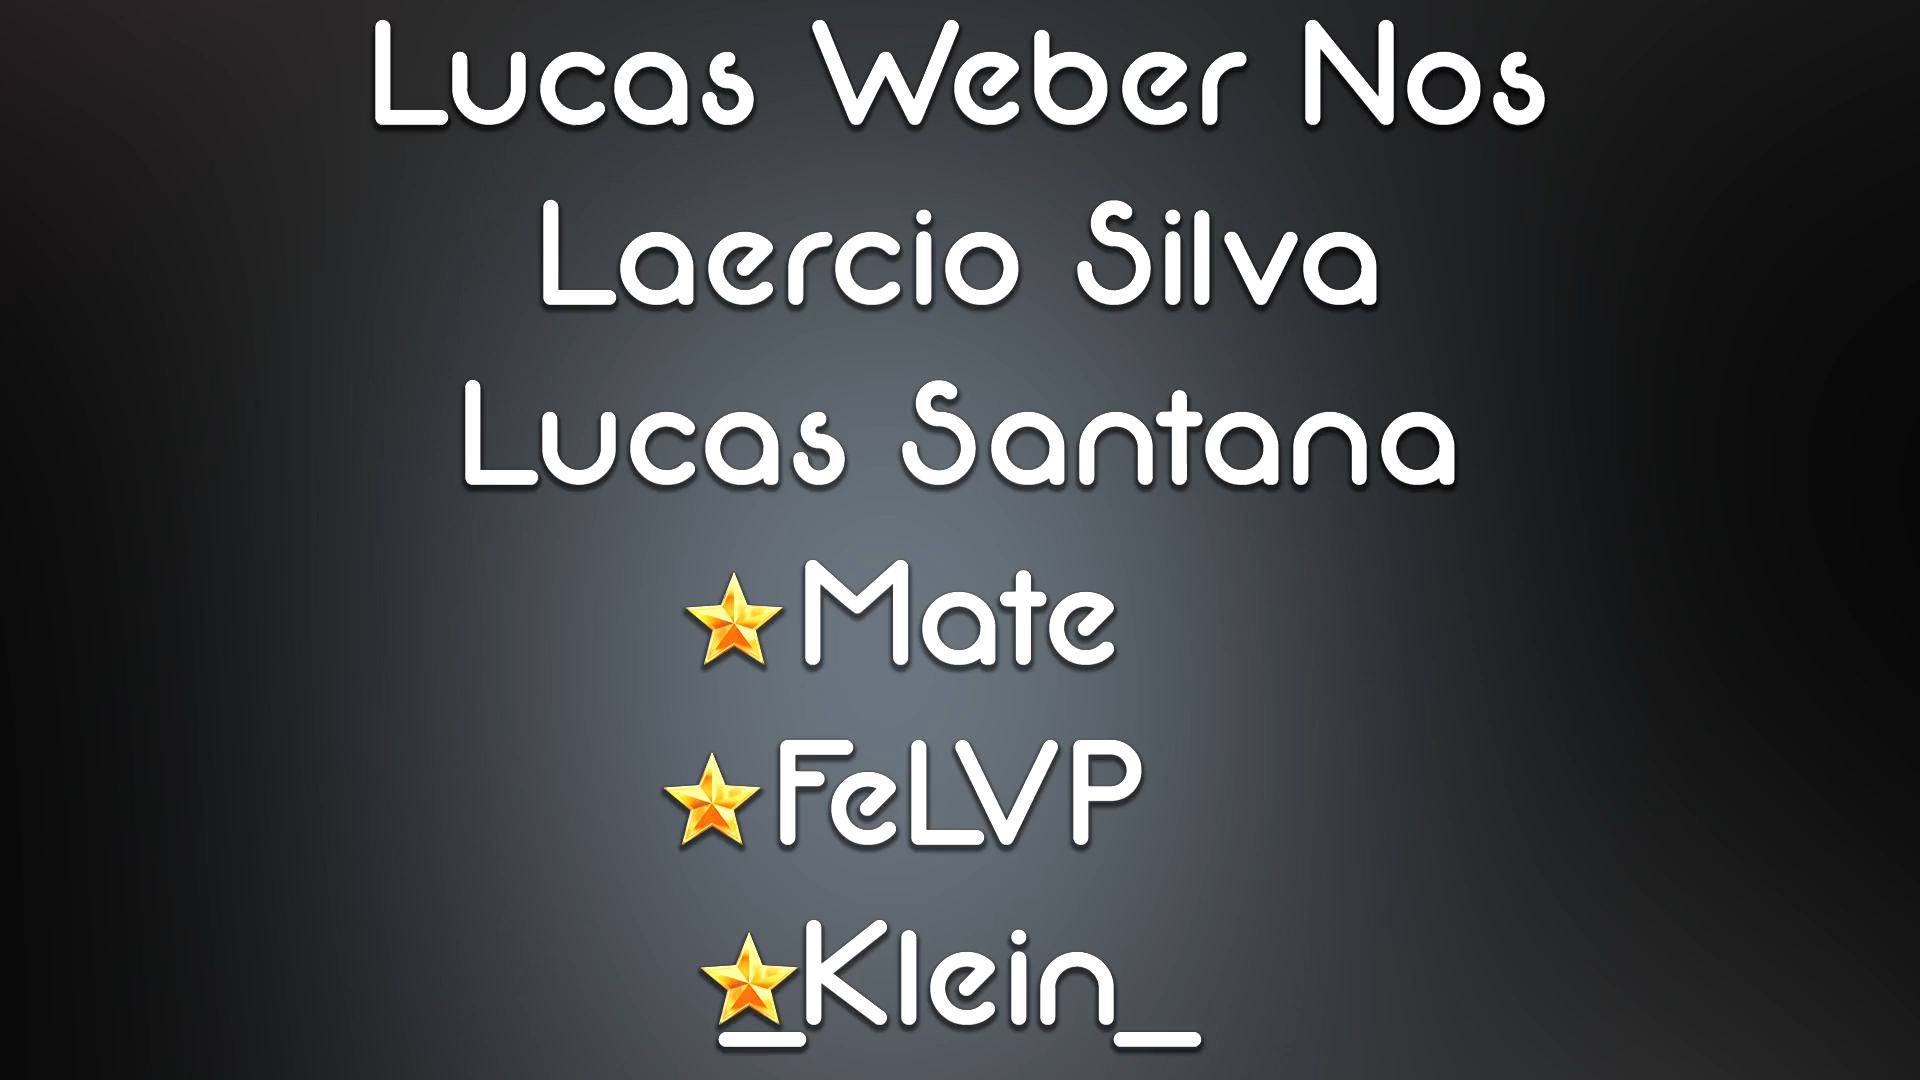 Lucas Weber Nos
Laercio Silva
Lucas Santana
Mate
FeLVP
_Klein_